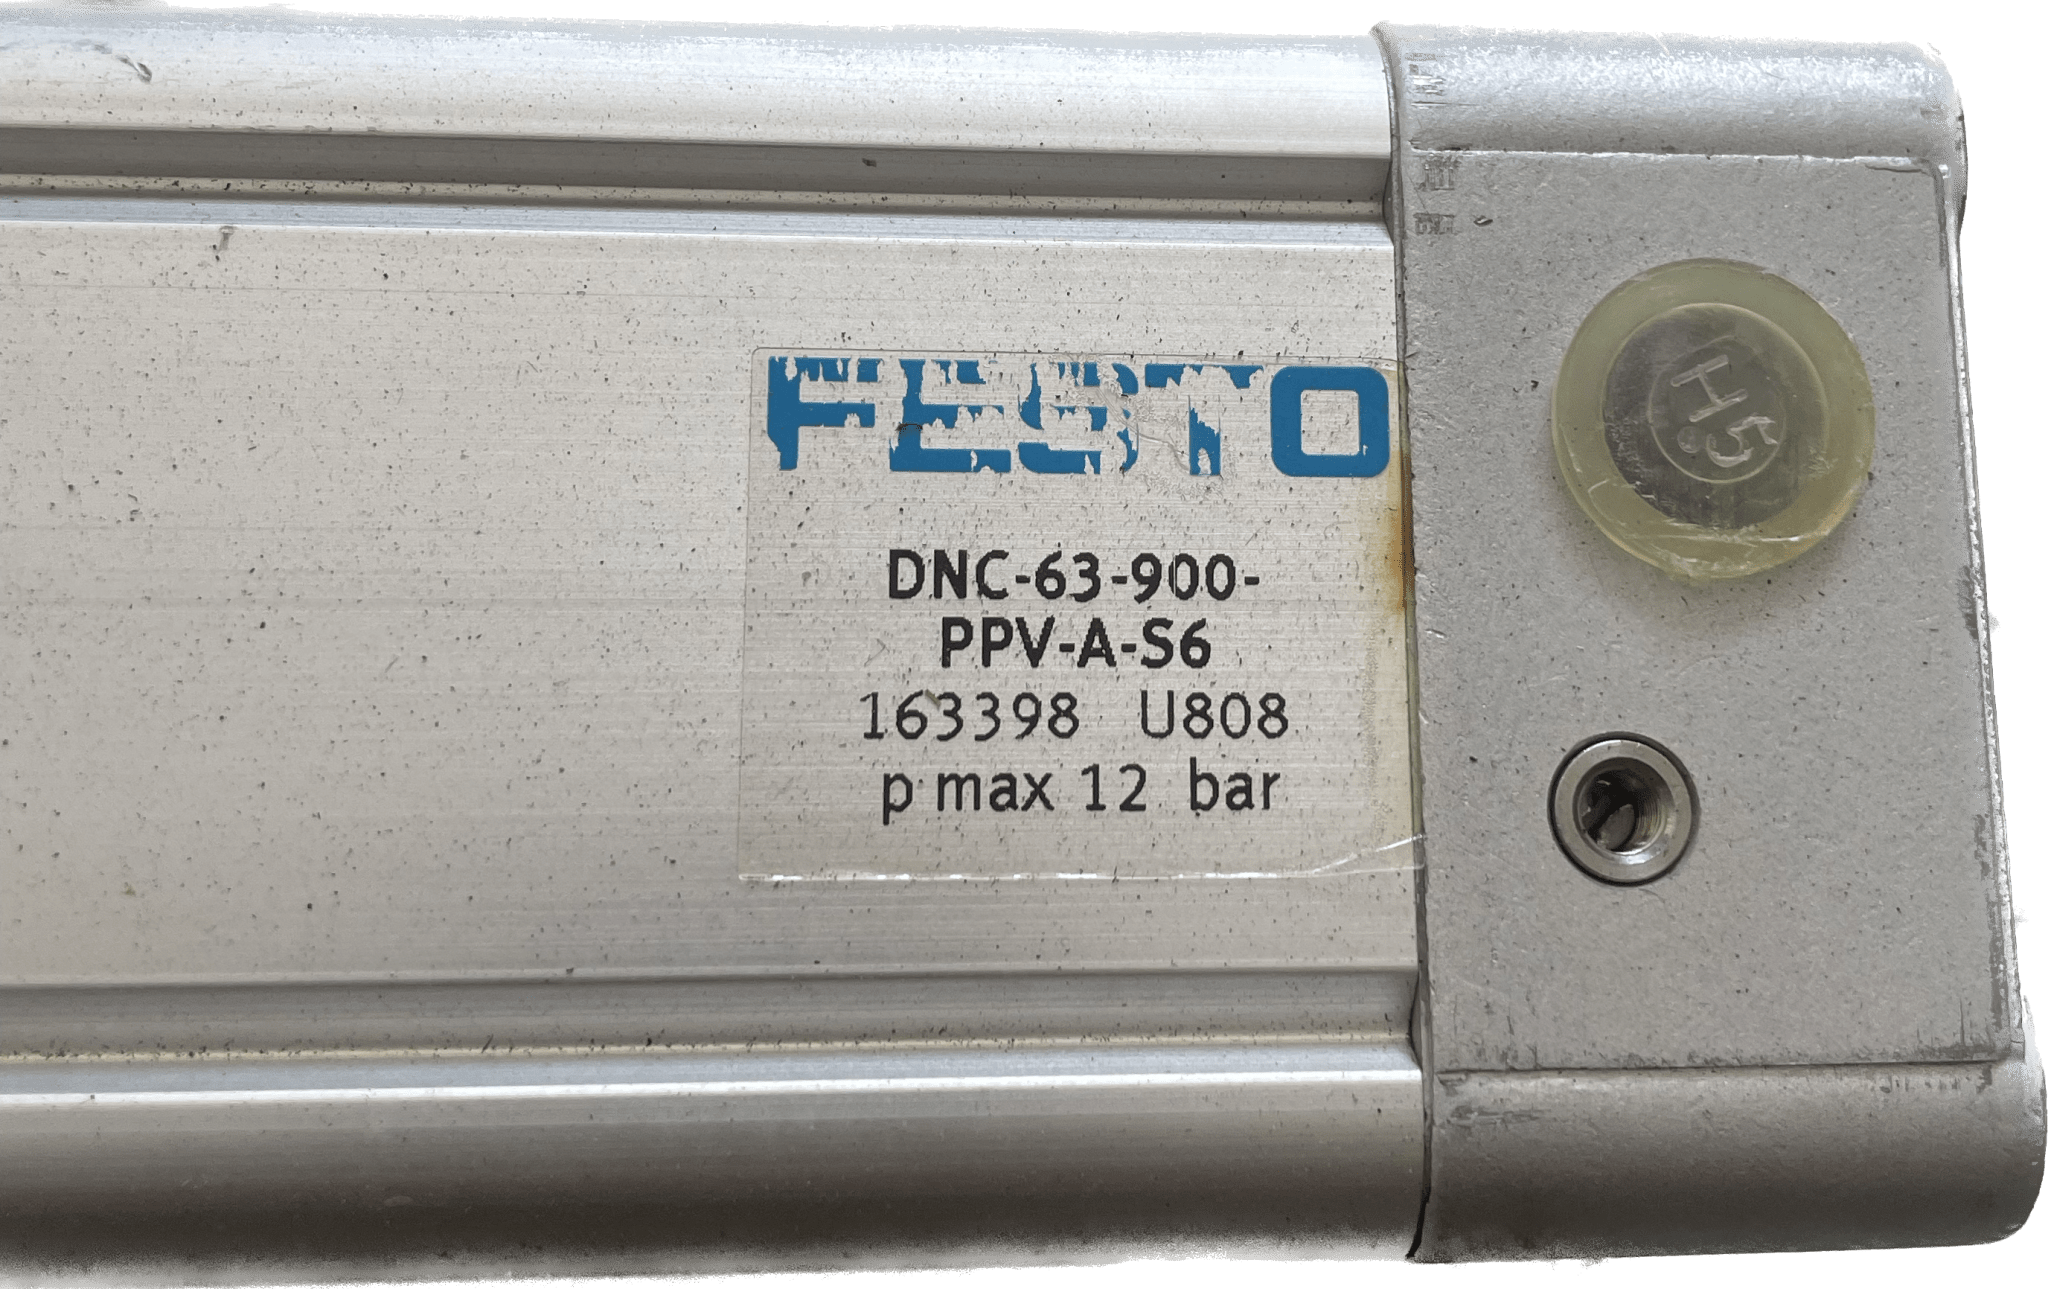 FESTO
DNC-63-900-
PPV-A-S6
163398 U808
p max 12 bar
H5